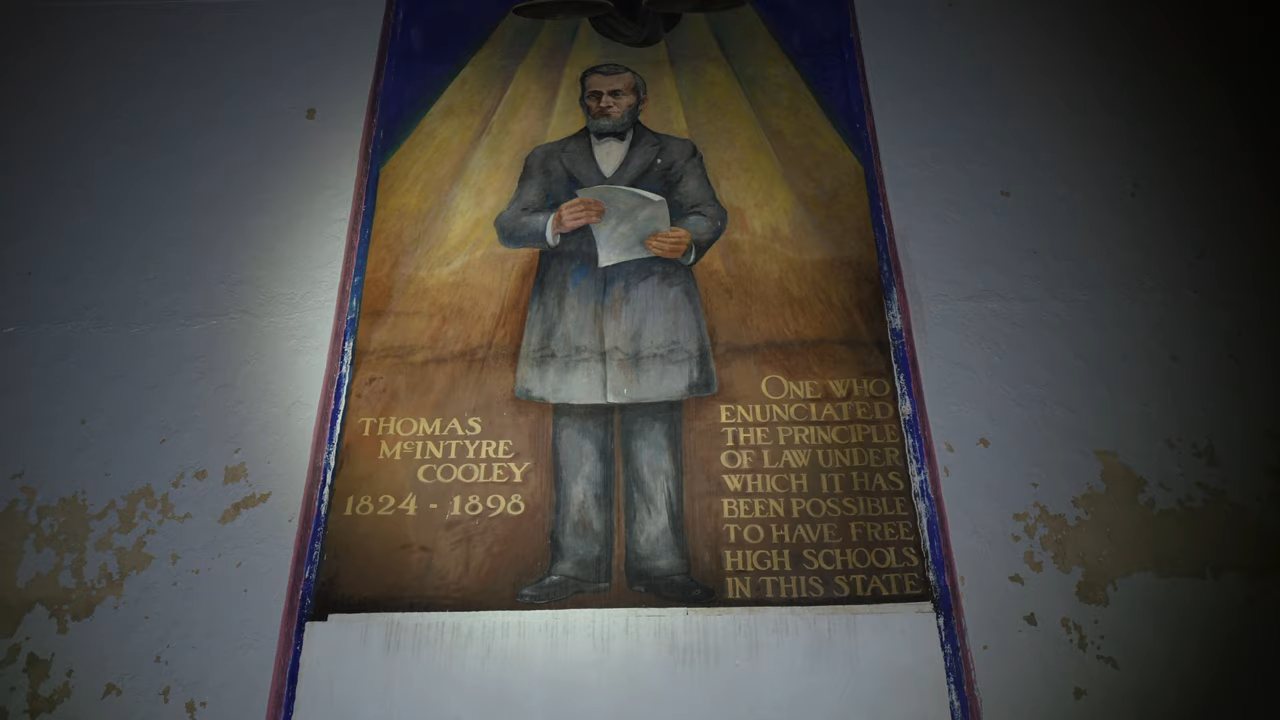 THOMAS
McINTYRE
COOLEY
1824 - 1898
ONE WHO
ENUNCIATED
THE PRINCIPLE
OF LAW UNDER
WHICH IT HAS
BEEN POSSIBLE
TO HAVE FREE
HIGH SCHOOLS
IN THIS STATE